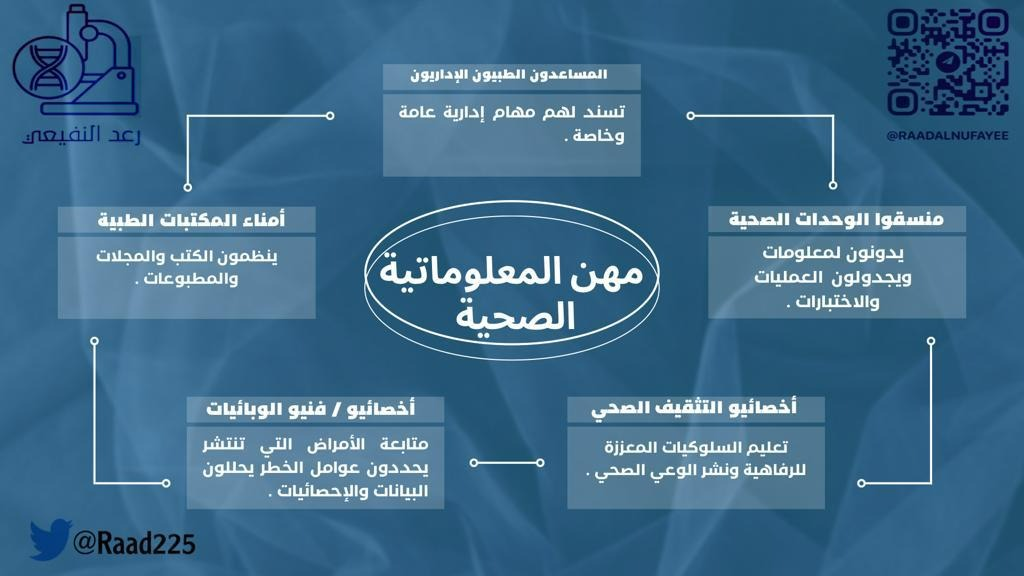 رعد النفيعي
@RAADALNUFAYEE
المساعدون الطبيون الإداريون
تسند لهم مهام إدارية عامة
وخاصة .
منسقوا الوحدات الصحية
يدونون لمعلومات
ويجدولون العمليات
والاختبارات .
أمناء المكتبات الطبية
ينظمون الكتب والمجلات
والمطبوعات .
مهن المعلوماتية
الصحية
أخصائيو التثقيف الصحي
تعليم السلوكيات المعززة
للرفاهية ونشر الوعي الصحي .
أخصائيو / فنيو الوبائيات
متابعة الأمراض التي تنتشر
يحددون عوامل الخطر يحللون
البيانات والإحصائيات .
@Raad225